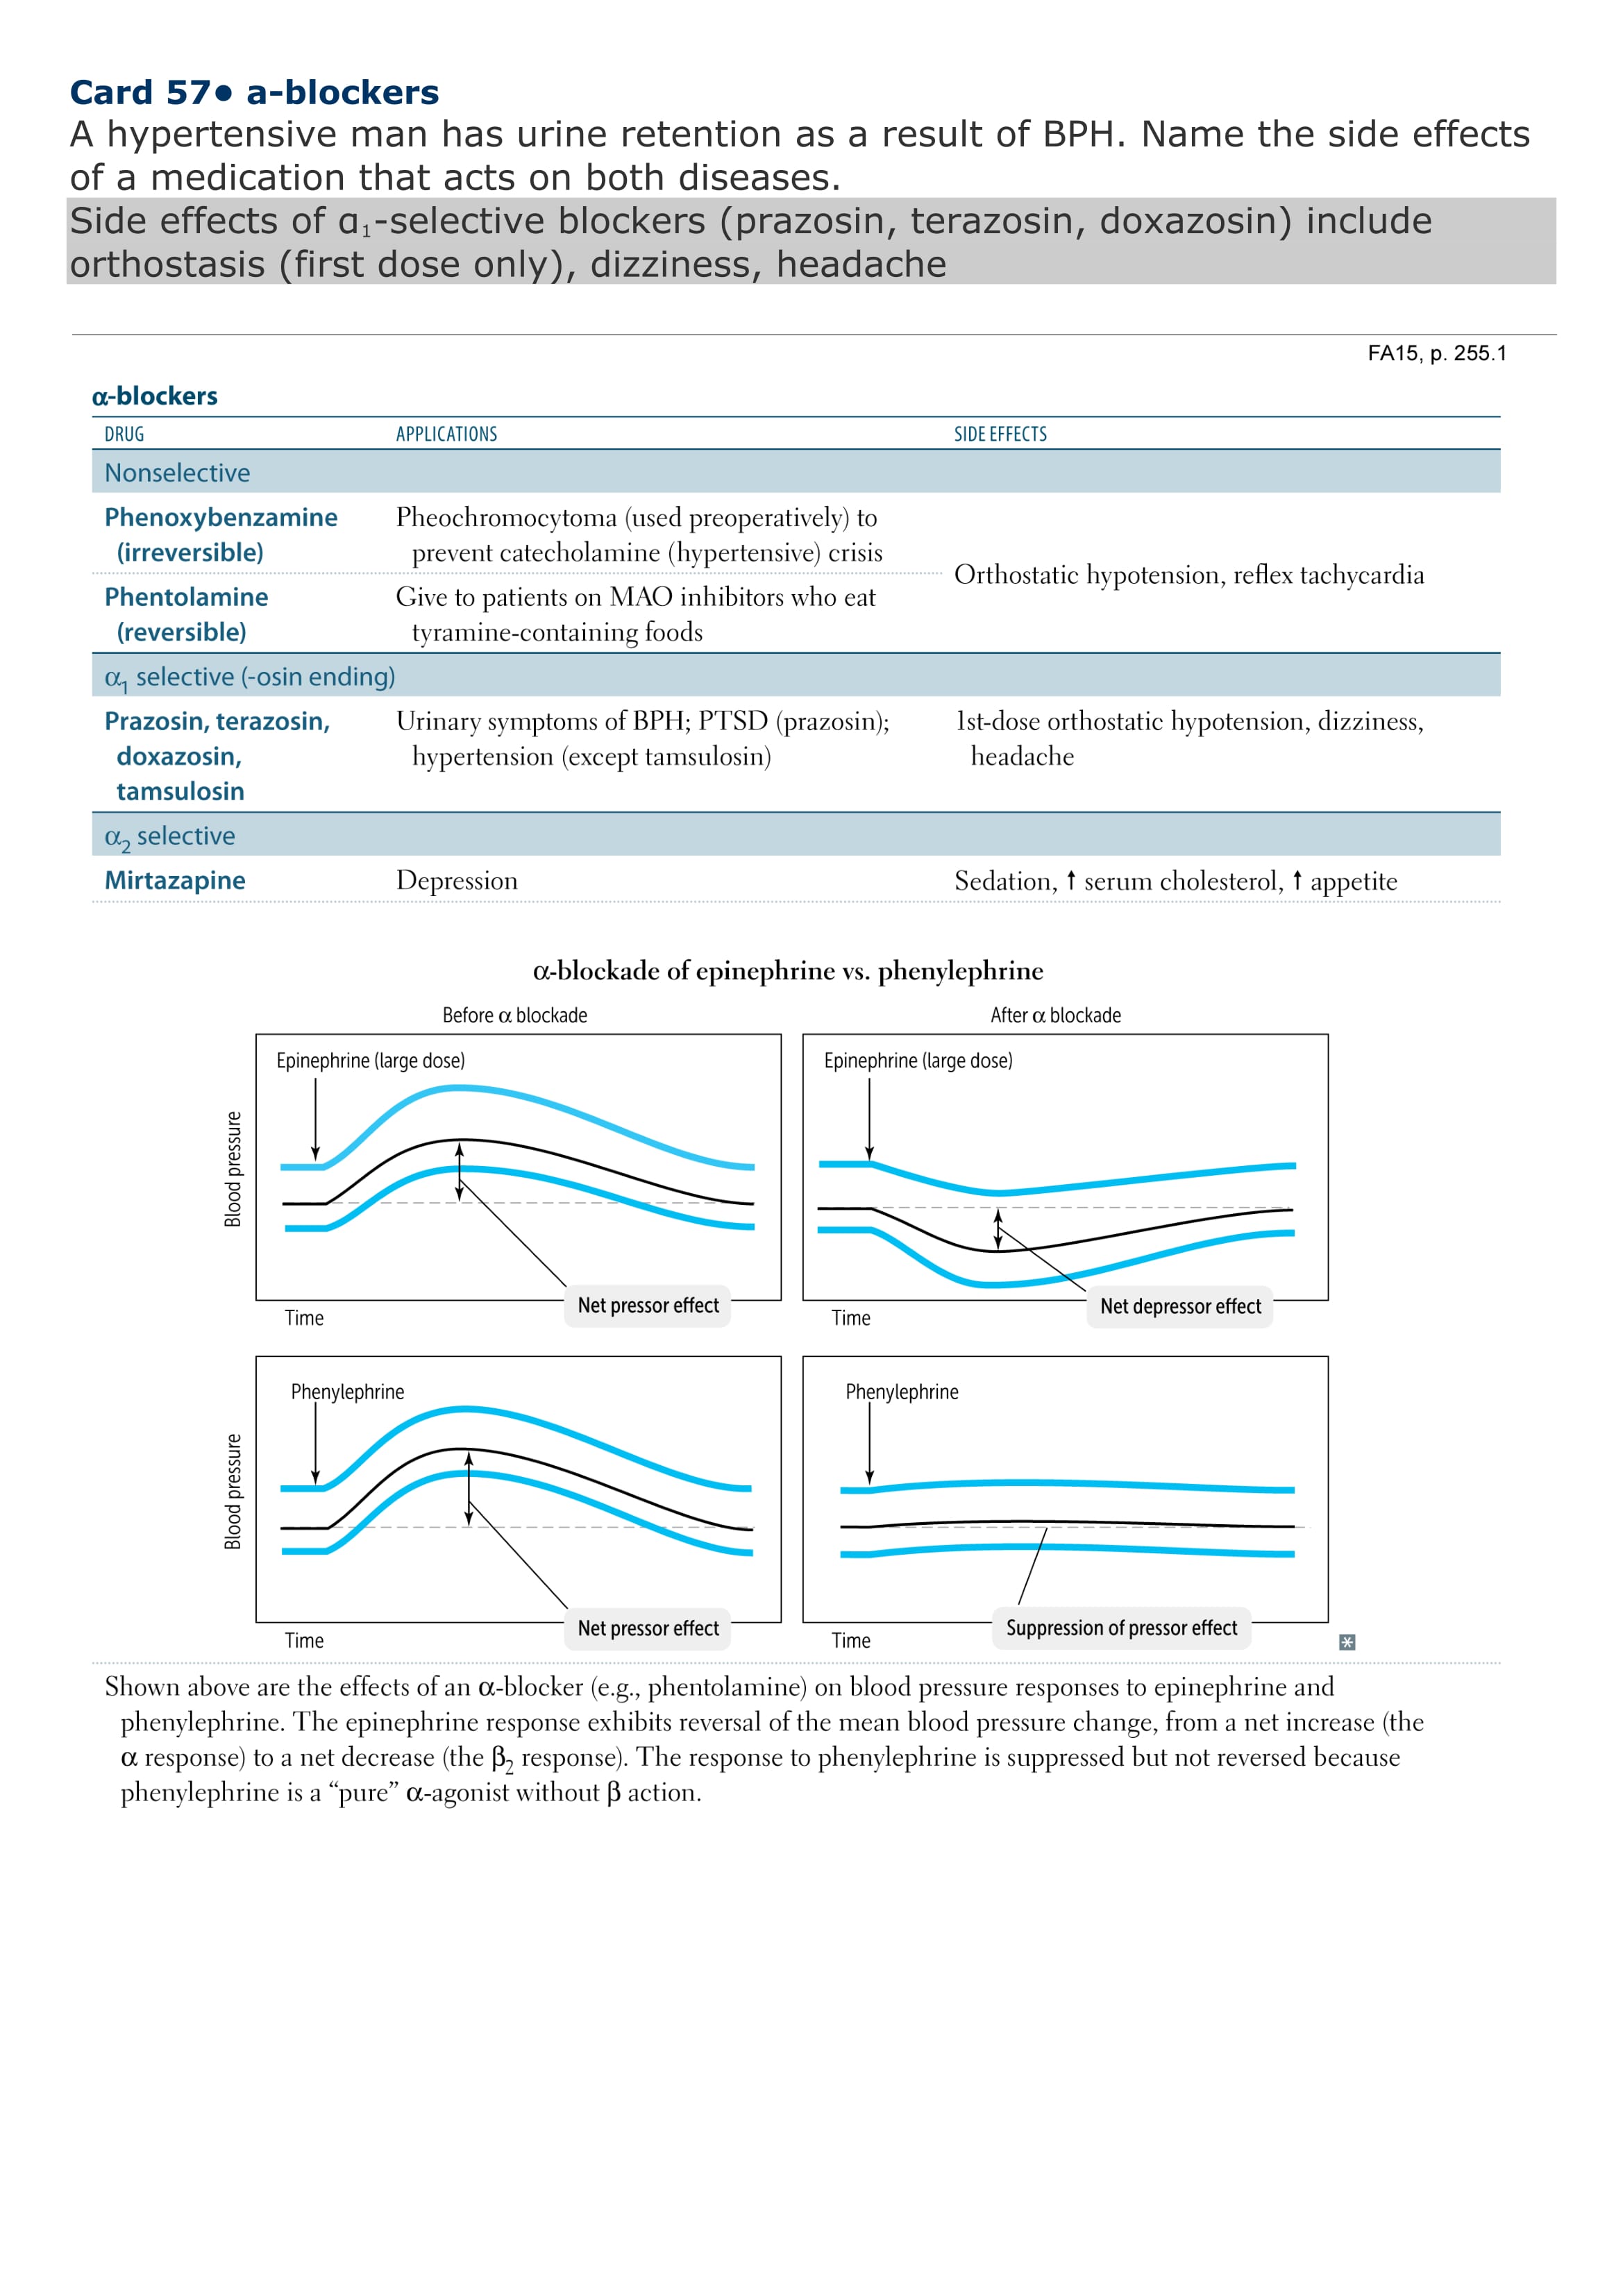 Card 57● a-blockers
A hypertensive man has urine retention as a result of BPH. Name the side effects
of a medication that acts on both diseases.
Side effects of α₁-selective blockers (prazosin, terazosin, doxazosin) include
orthostasis (first dose only), dizziness, headache
FA15, p. 255.1
α-blockers
DRUG APPLICATIONS SIDE EFFECTS
Nonselective
Phenoxybenzamine Pheochromocytoma (used preoperatively) to
(irreversible) prevent catecholamine (hypertensive) crisis
Orthostatic hypotension, reflex tachycardia
Phentolamine Give to patients on MAO inhibitors who eat
(reversible) tyramine-containing foods
α₁ selective (-osin ending)
Prazosin, terazosin, Urinary symptoms of BPH; PTSD (prazosin); 1st-dose orthostatic hypotension, dizziness,
doxazosin, hypertension (except tamsulosin) headache
tamsulosin
α₂ selective
Mirtazapine Depression Sedation, ↑ serum cholesterol, ↑ appetite
α-blockade of epinephrine vs. phenylephrine
Before α blockade After α blockade
Epinephrine (large dose) Epinephrine (large dose)
Blood pressure
Net pressor effect Net depressor effect
Time Time
Phenylephrine Phenylephrine
Blood pressure
Net pressor effect Suppression of pressor effect
Time Time
Shown above are the effects of an α-blocker (e.g., phentolamine) on blood pressure responses to epinephrine and
phenylephrine. The epinephrine response exhibits reversal of the mean blood pressure change, from a net increase (the
α response) to a net decrease (the β₂ response). The response to phenylephrine is suppressed but not reversed because
phenylephrine is a “pure” α-agonist without β action.